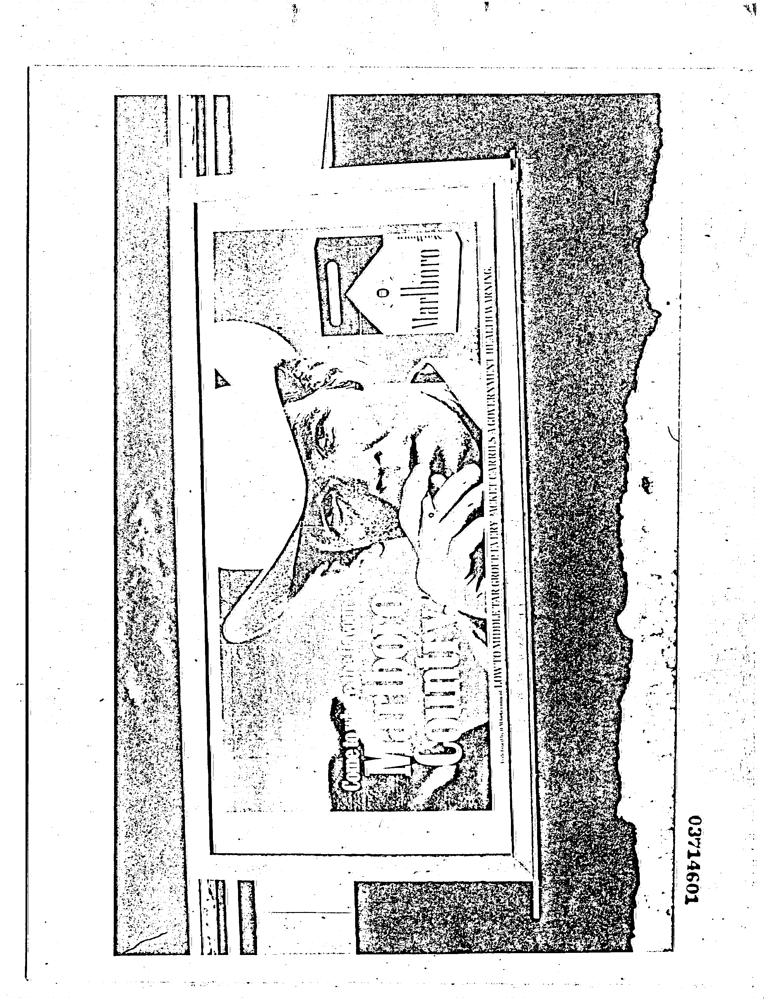 Marlboro
Come to
Marlboro
Country
LOW TO MIDDLE TAR GROUP EVERY PACKET CARRIES A GOVERNMENT HEALTH WARNING
03714601